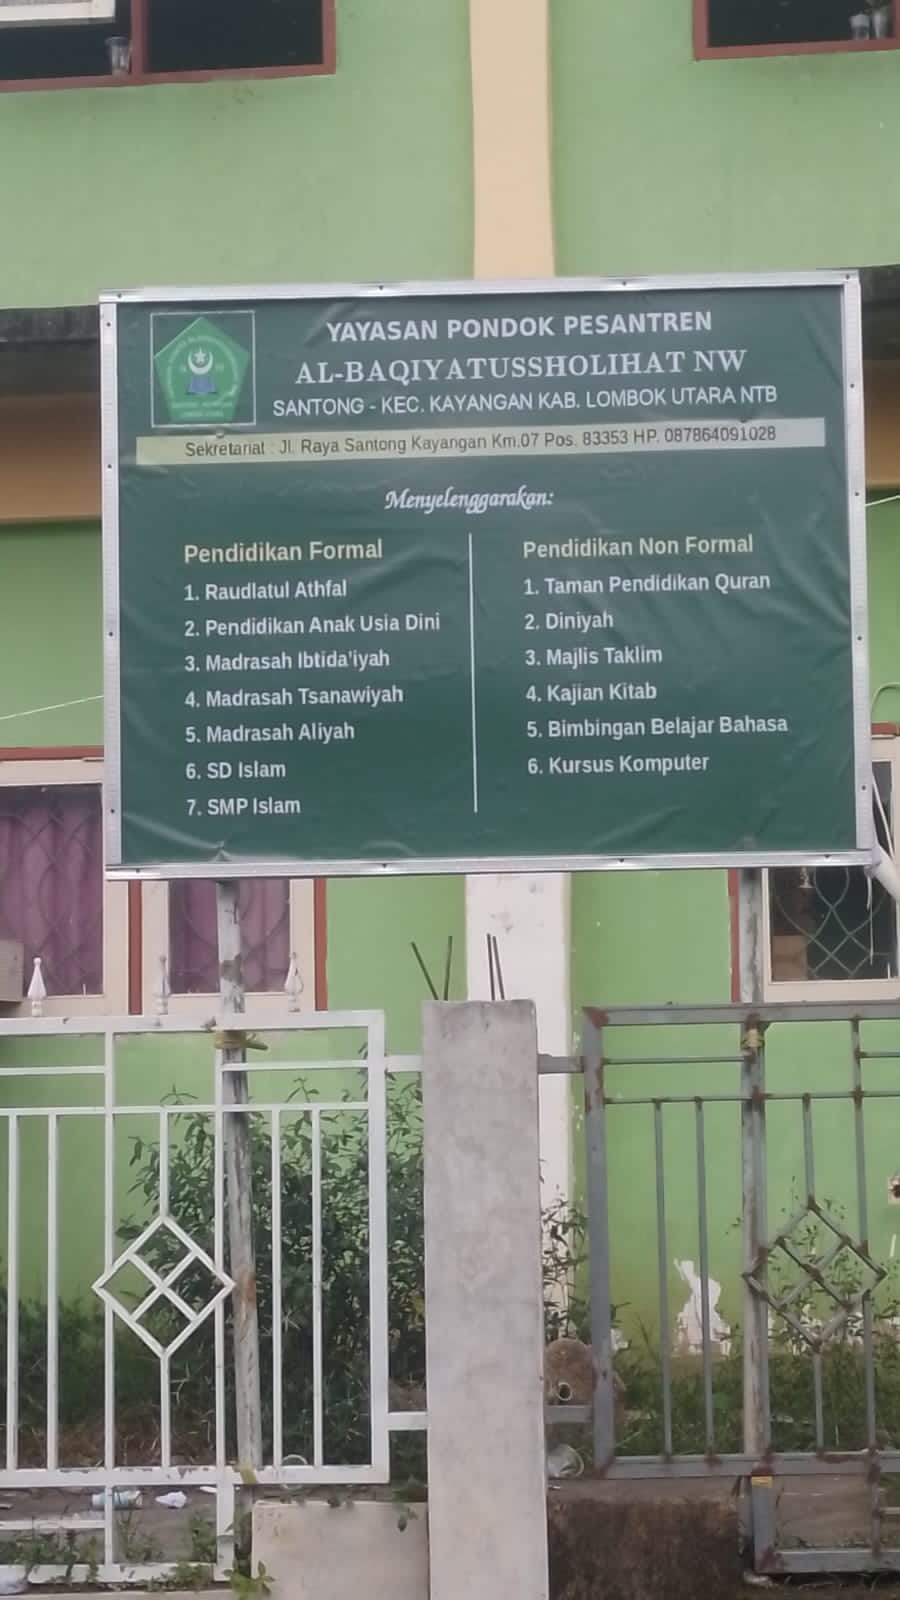 YAYASAN PONDOK PESANTREN
AL-BAQIYATUSSHOLIHAT NW
SANTONG - KEC. KAYANGAN KAB. LOMBOK UTARA NTB
Sekretariat : Jl. Raya Santong Kayangan Km.07 Pos. 83353 HP. 087864091028
Menyelenggarakan:
Pendidikan Formal
1. Raudlatul Athfal
2. Pendidikan Anak Usia Dini
3. Madrasah Ibtida'iyah
4. Madrasah Tsanawiyah
5. Madrasah Aliyah
6. SD Islam
7. SMP Islam
Pendidikan Non Formal
1. Taman Pendidikan Quran
2. Diniyah
3. Majlis Taklim
4. Kajian Kitab
5. Bimbingan Belajar Bahasa
6. Kursus Komputer